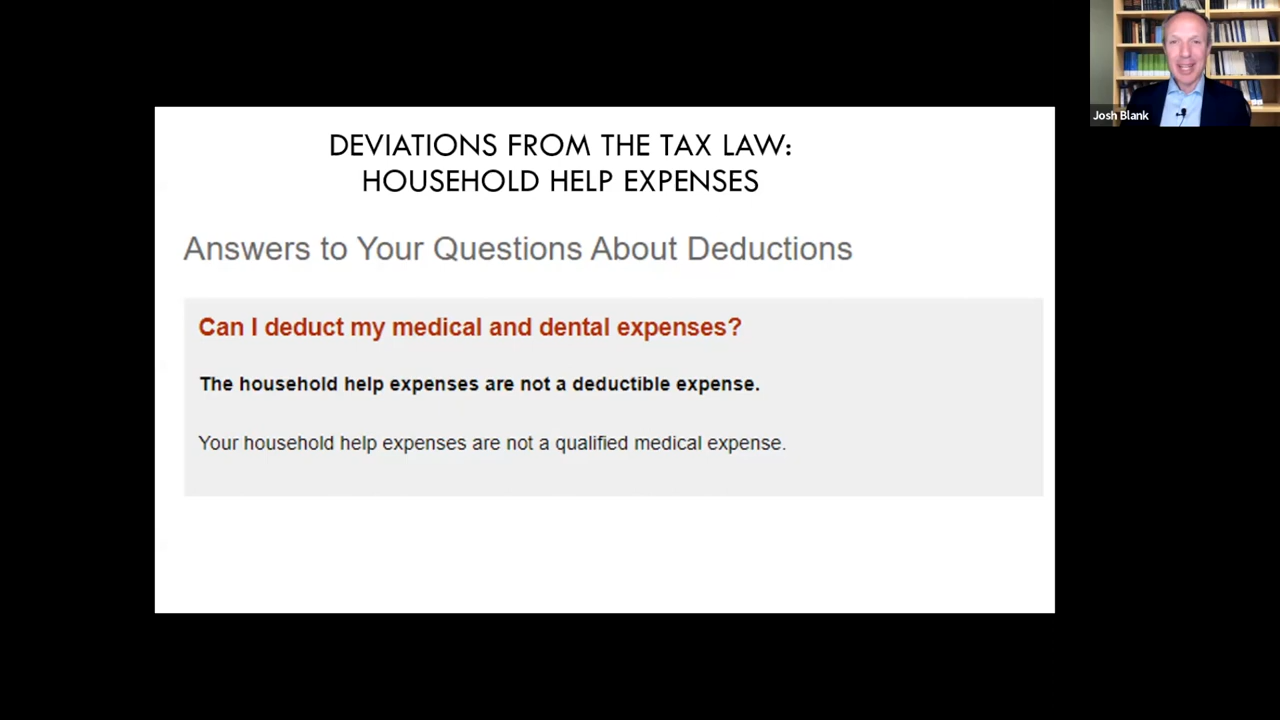 DEVIATIONS FROM THE TAX LAW:
HOUSEHOLD HELP EXPENSES
Answers to Your Questions About Deductions
Can I deduct my medical and dental expenses?
The household help expenses are not a deductible expense.
Your household help expenses are not a qualified medical expense.
Josh Blank